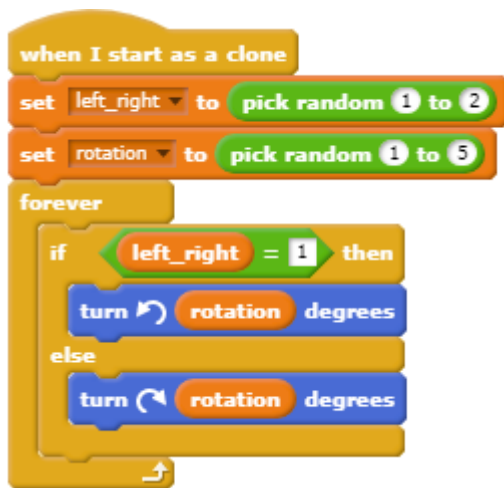 when I start as a clone
set left_right to pick random 1 to 2
set rotation to pick random 1 to 5
forever
if left_right = 1 then
turn rotation degrees
else
turn rotation degrees